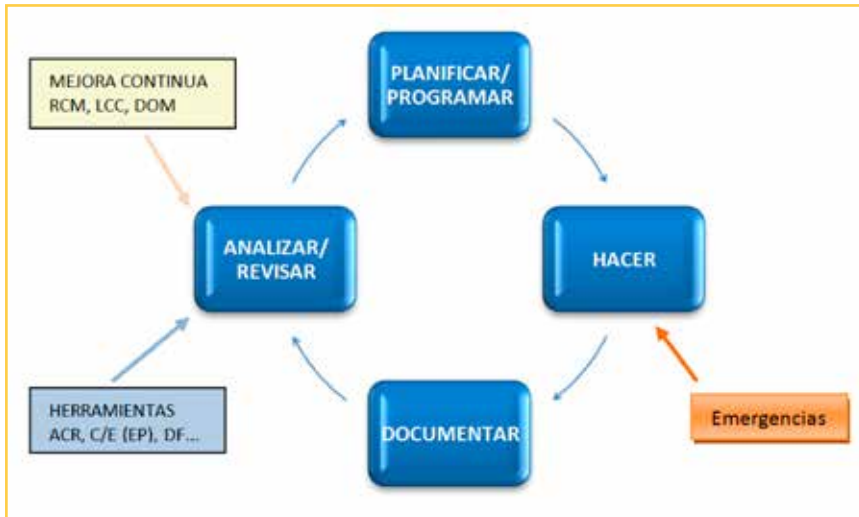 MEJORA CONTINUA
RCM, LCC, DOM
PLANIFICAR/
PROGRAMAR
ANALIZAR/
REVISAR
HACER
HERRAMIENTAS
ACR, C/E (EP), DF...
DOCUMENTAR
Emergencias